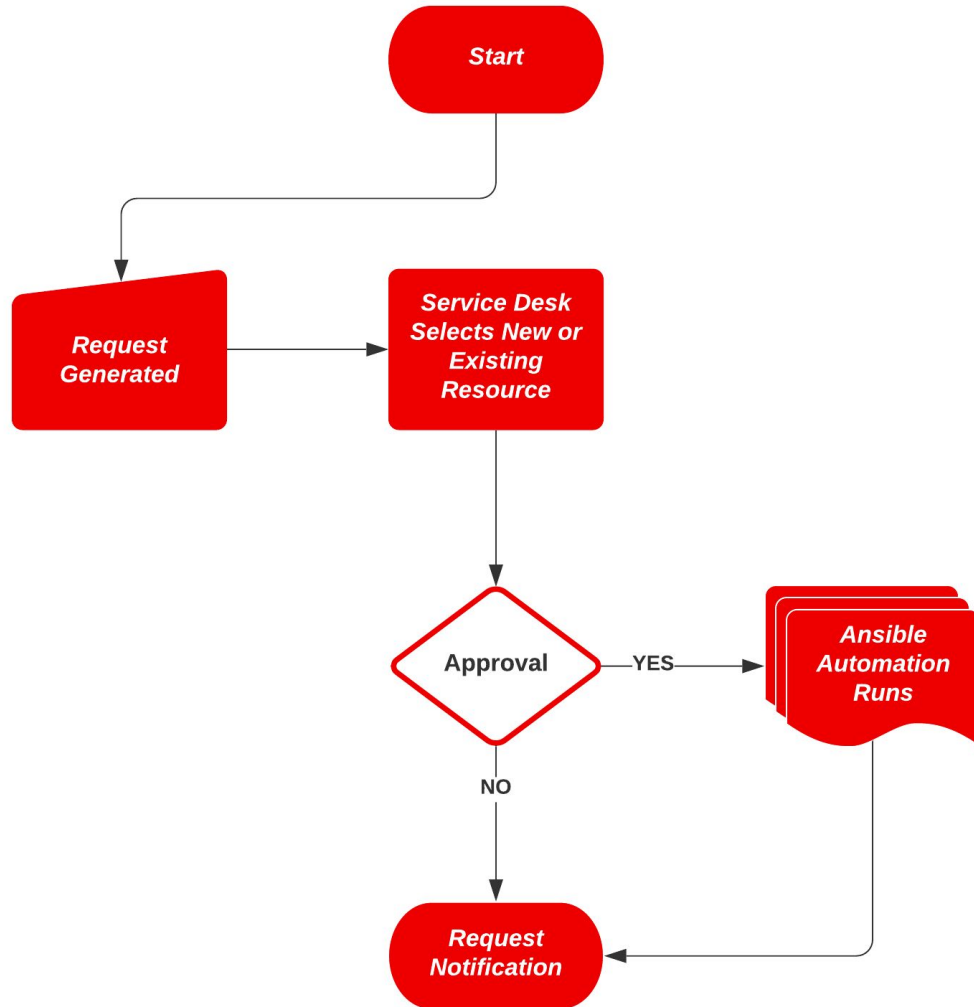 Start
Request
Generated
Service Desk
Selects New or
Existing
Resource
Approval
YES
Ansible
Automation
Runs
NO
Request
Notification